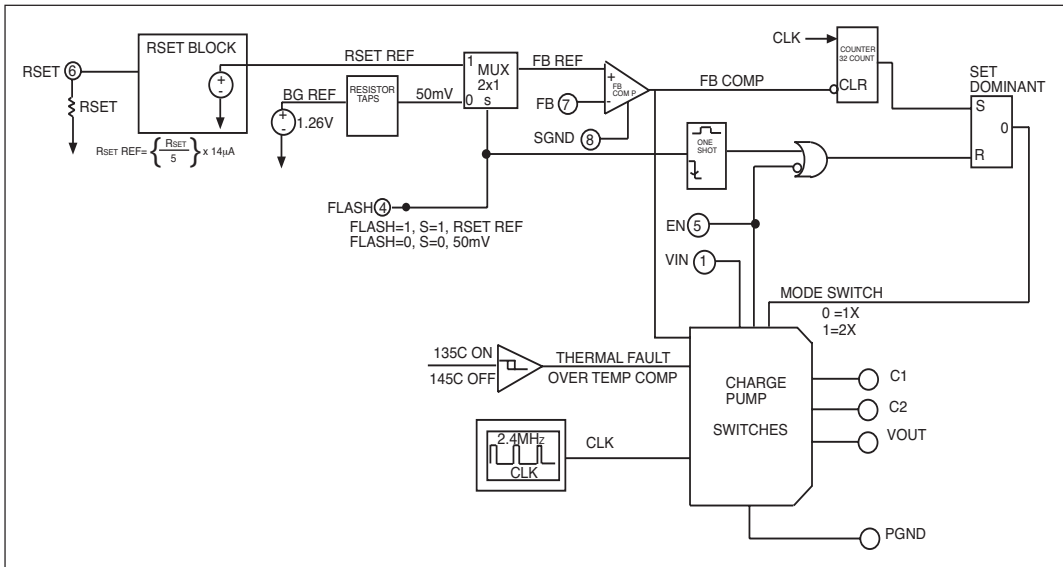 RSET BLOCK
RSET 6
RSET
+
-
RSET REF= { RSET / 5 } x 14µA
RSET REF
BG REF
+
-
1.26V
RESISTOR
TAPS
50mV
1
MUX
2x1
0 s
FB REF
+
FB
COM P
-
FB 7
SGND 8
FB COMP
CLK
COUNTER
32 COUNT
CLR
SET
DOMINANT
S
0
R
ONE
SHOT
FLASH 4
FLASH=1, S=1, RSET REF
FLASH=0, S=0, 50mV
EN 5
VIN 1
MODE SWITCH
0 =1X
1=2X
135C ON
145C OFF
THERMAL FAULT
OVER TEMP COMP
CHARGE
PUMP
SWITCHES
C1
C2
VOUT
2.4MHz
CLK
CLK
PGND